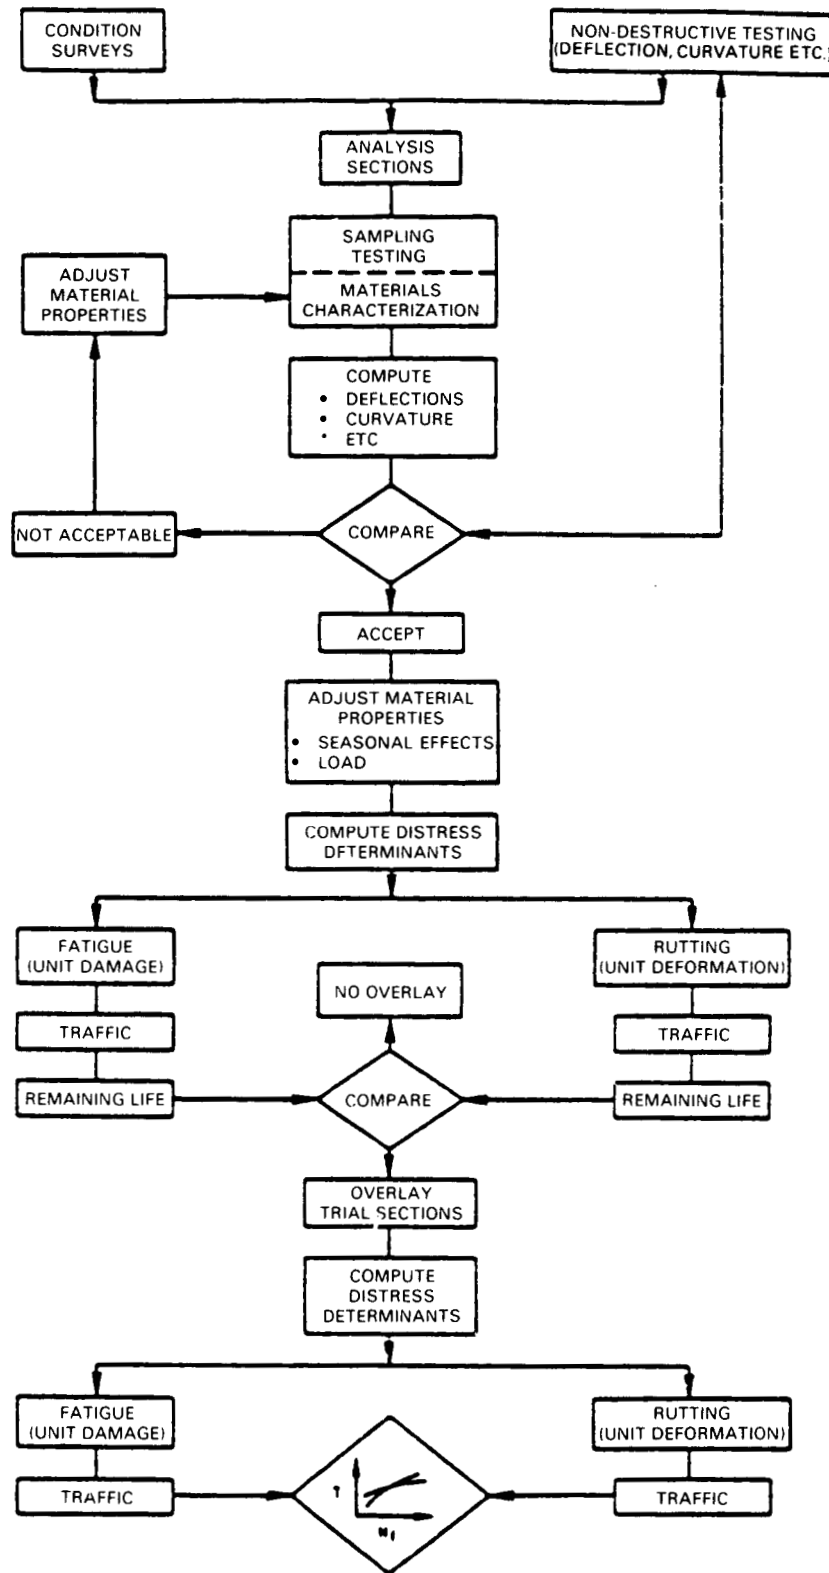 CONDITION
SURVEYS
NON-DESTRUCTIVE TESTING
(DEFLECTION, CURVATURE ETC.)
ANALYSIS
SECTIONS
SAMPLING
TESTING
MATERIALS
CHARACTERIZATION
ADJUST
MATERIAL
PROPERTIES
COMPUTE
• DEFLECTIONS
• CURVATURE
• ETC
NOT ACCEPTABLE
COMPARE
ACCEPT
ADJUST MATERIAL
PROPERTIES
• SEASONAL EFFECTS
• LOAD
COMPUTE DISTRESS
DETERMINANTS
FATIGUE
(UNIT DAMAGE)
RUTTING
(UNIT DEFORMATION)
NO OVERLAY
TRAFFIC
TRAFFIC
REMAINING LIFE
COMPARE
REMAINING LIFE
OVERLAY
TRIAL SECTIONS
COMPUTE
DISTRESS
DETERMINANTS
FATIGUE
(UNIT DAMAGE)
RUTTING
(UNIT DEFORMATION)
TRAFFIC
T
TRAFFIC